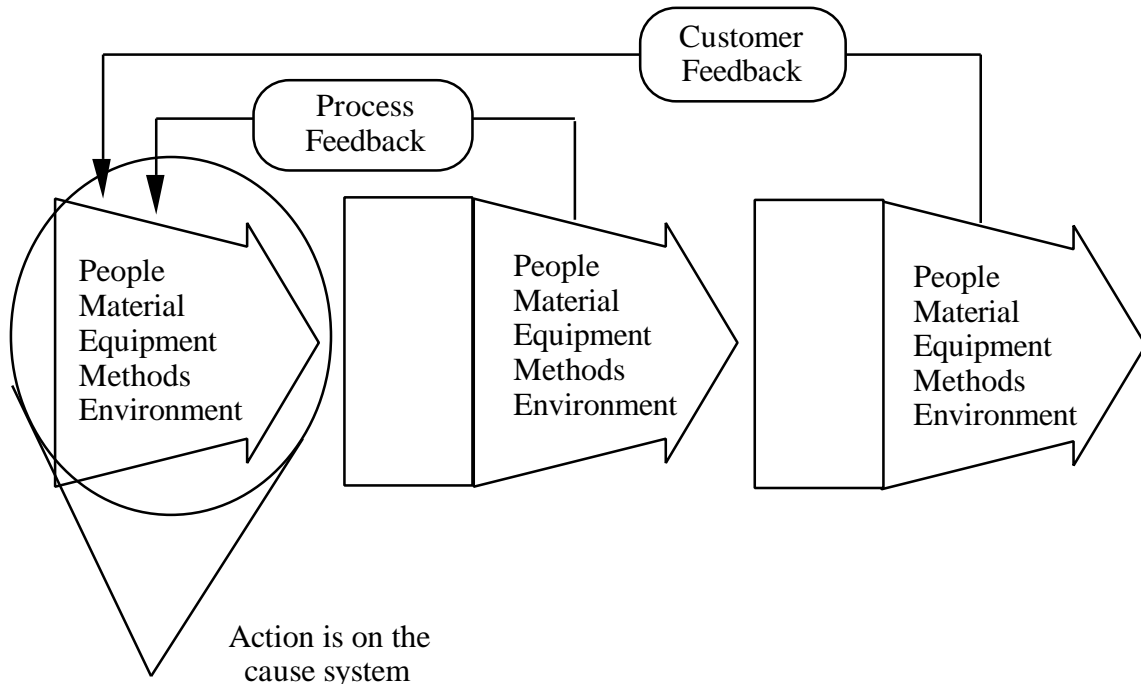 Customer
Feedback
Process
Feedback
People
Material
Equipment
Methods
Environment
People
Material
Equipment
Methods
Environment
People
Material
Equipment
Methods
Environment
Action is on the
cause system